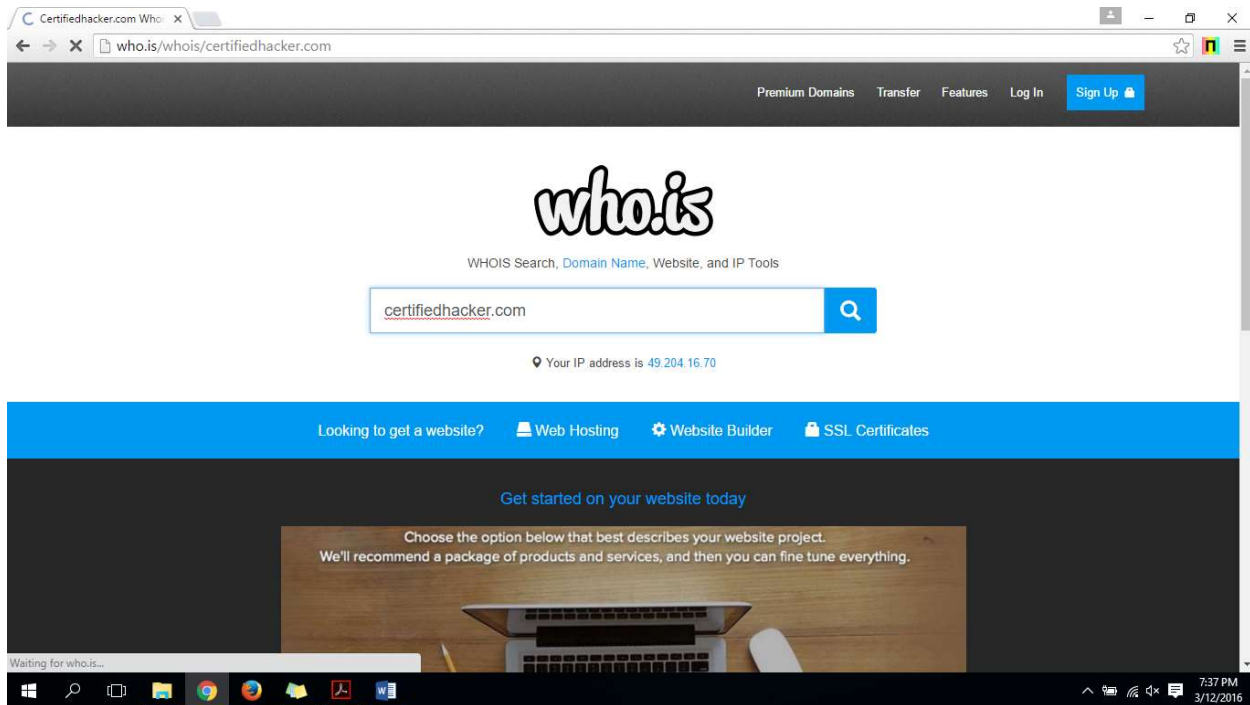 Certifiedhacker.com Who
who.is/whois/certifiedhacker.com
Premium Domains Transfer Features Log In Sign Up
who.is
WHOIS Search, Domain Name, Website, and IP Tools
certifiedhacker.com
Your IP address is 49.204.16.70
Looking to get a website? Web Hosting Website Builder SSL Certificates
Get started on your website today
Choose the option below that best describes your website project.
We'll recommend a package of products and services, and then you can fine tune everything.
Waiting for who.is...
7:37 PM
3/12/2016